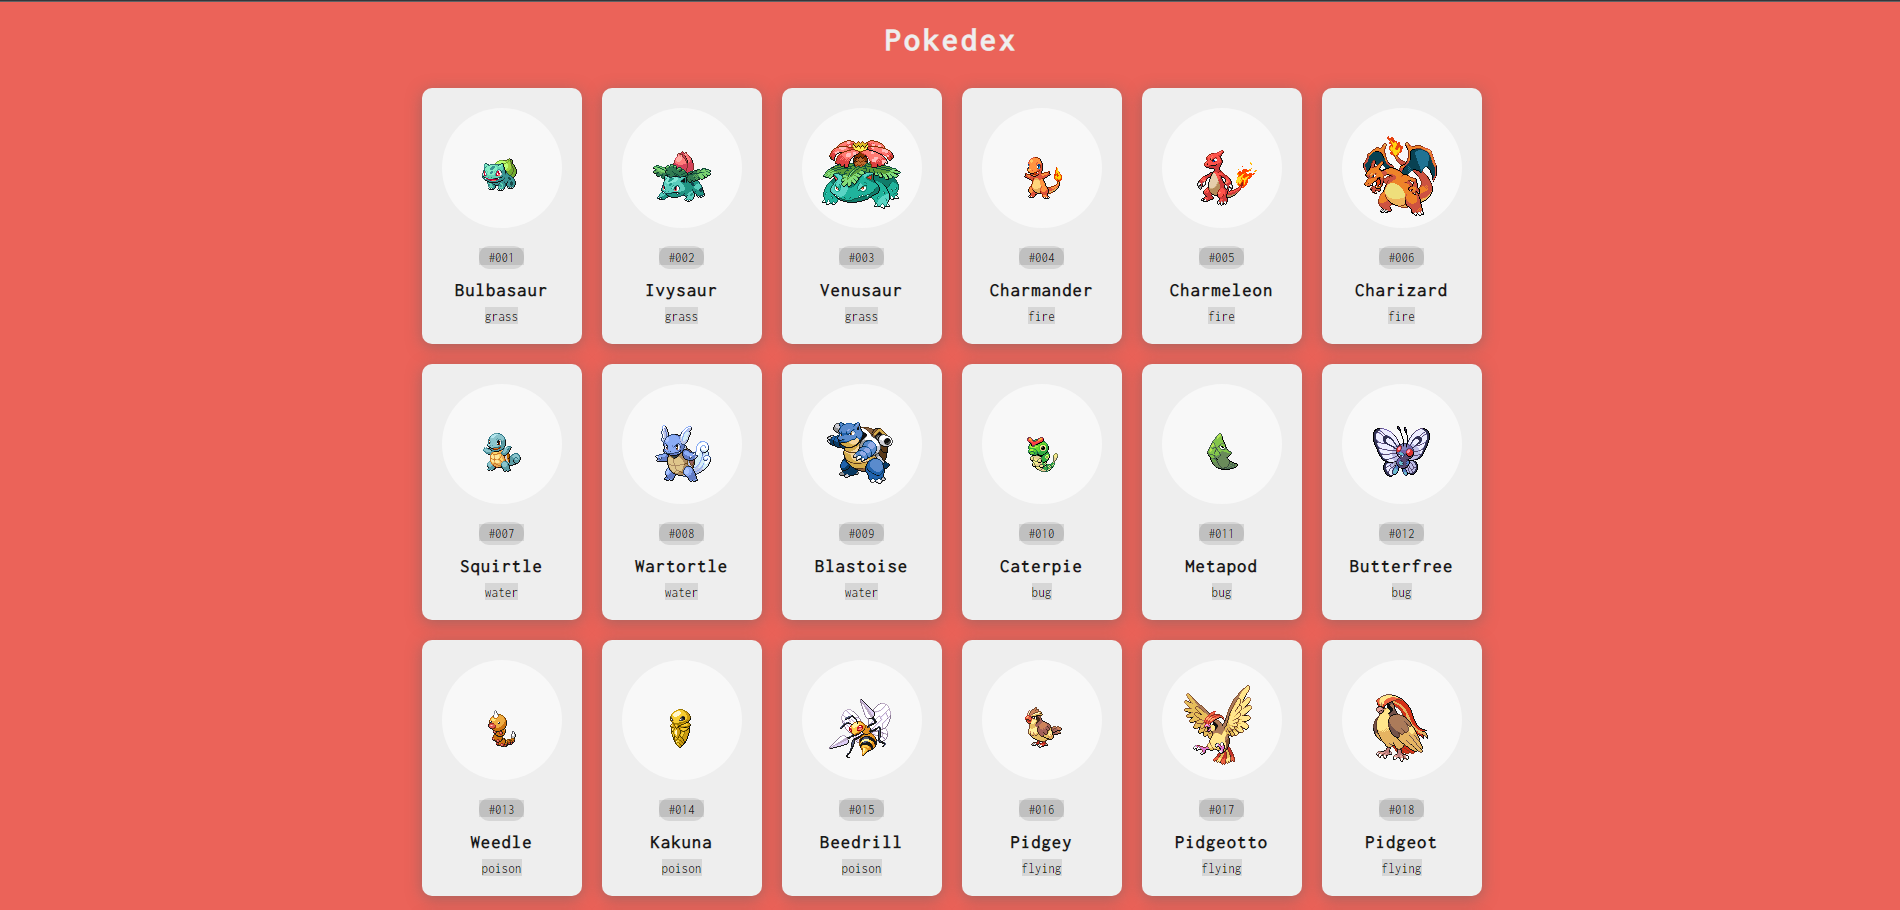 Pokedex
#001 #002 #003 #004 #005 #006
Bulbasaur Ivysaur Venusaur Charmander Charmeleon Charizard
grass grass grass fire fire fire
#007 #008 #009 #010 #011 #012
Squirtle Wartortle Blastoise Caterpie Metapod Butterfree
water water water bug bug bug
#013 #014 #015 #016 #017 #018
Weedle Kakuna Beedrill Pidgey Pidgeotto Pidgeot
poison poison poison flying flying flying